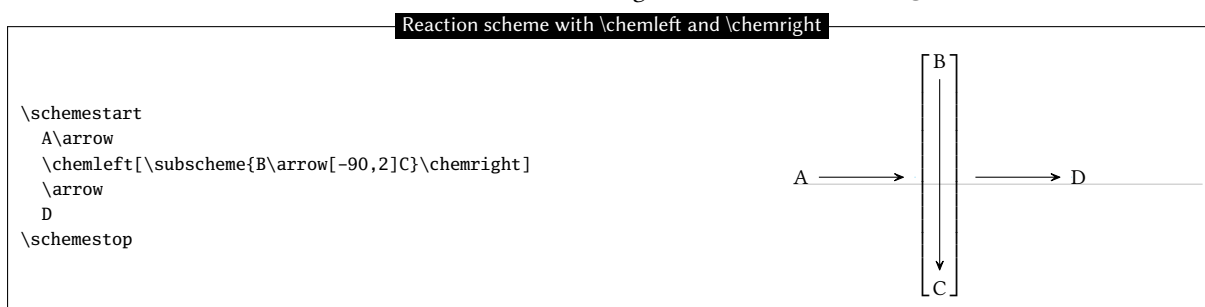 Reaction scheme with \chemleft and \chemright
\schemestart
A\arrow
\chemleft[\subscheme{B\arrow[-90,2]C}\chemright]
\arrow
D
\schemestop
B
A
D
C